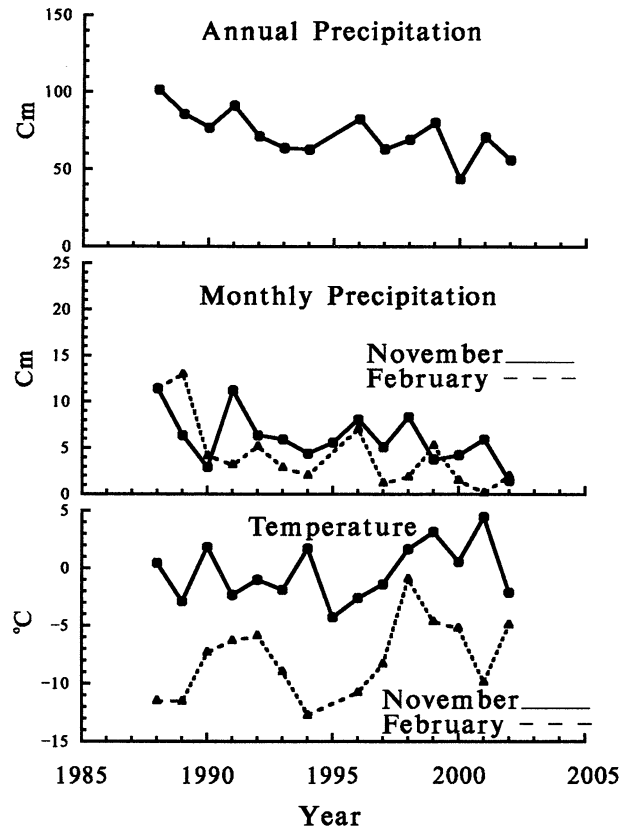 Annual Precipitation
150
100
50
0
Cm
Monthly Precipitation
25
20
15
10
5
0
Cm
November
February
Temperature
5
0
−5
−10
−15
°C
November
February
1985 1990 1995 2000 2005
Year